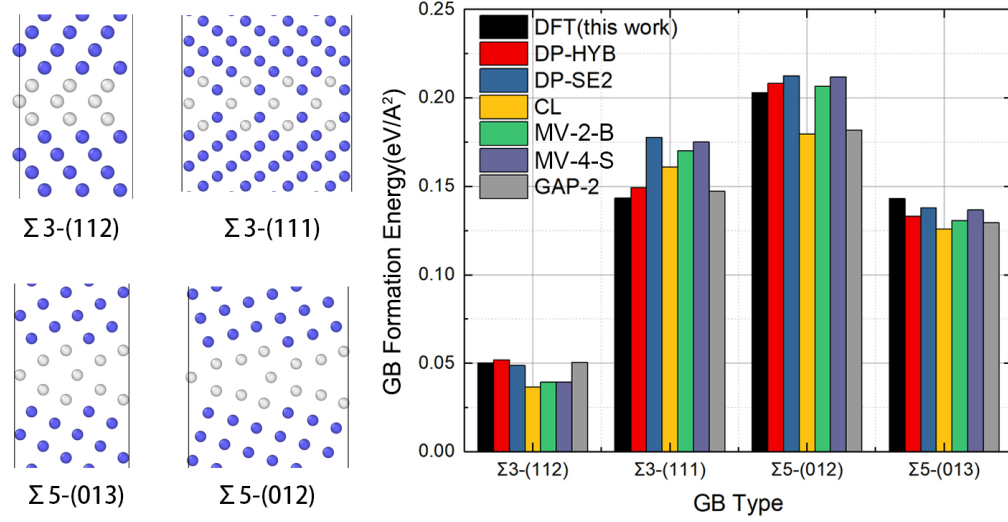 Σ3-(112)
Σ3-(111)
Σ5-(013)
Σ5-(012)
GB Formation Energy(eV/A²)
0.25
0.20
0.15
0.10
0.05
0.00
DFT(this work)
DP-HYB
DP-SE2
CL
MV-2-B
MV-4-S
GAP-2
Σ3-(112)
Σ3-(111)
Σ5-(012)
Σ5-(013)
GB Type